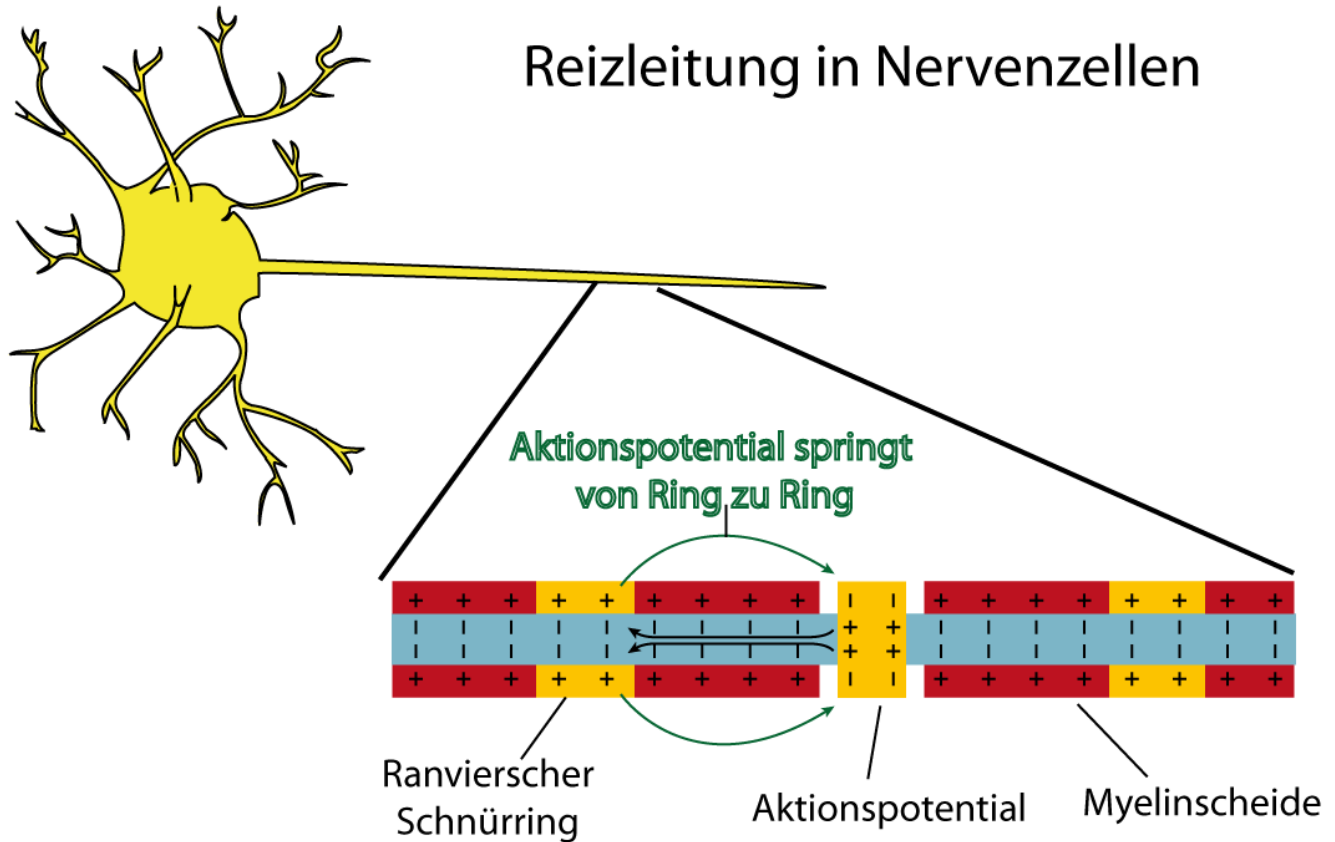 Reizleitung in Nervenzellen
Aktionspotential springt
von Ring zu Ring
+ + + + + + + + + | | + + + + + + + +
| | | | | | | | | + + | | | | | | | |
| | | | | | | | | + + | | | | | | | |
+ + + + + + + + + | | + + + + + + + +
Ranvierscher
Schnürring
Aktionspotential
Myelinscheide